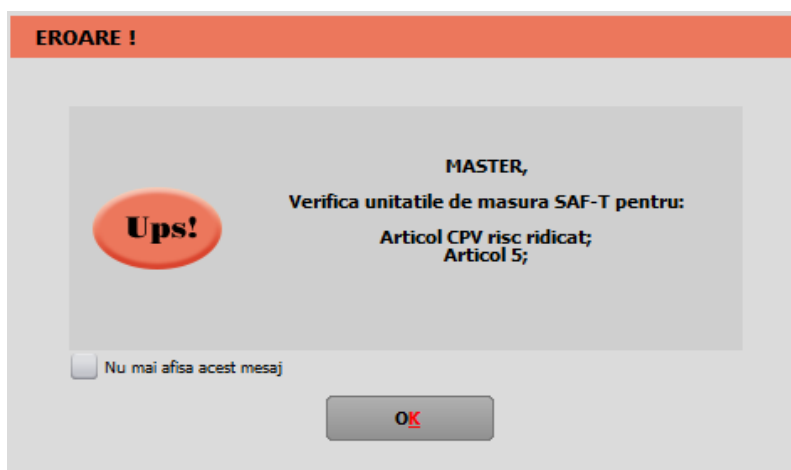 EROARE !
MASTER,
Verifica unitatile de masura SAF-T pentru:
Ups!
Articol CPV risc ridicat;
Articol 5;
Nu mai afisa acest mesaj
OK